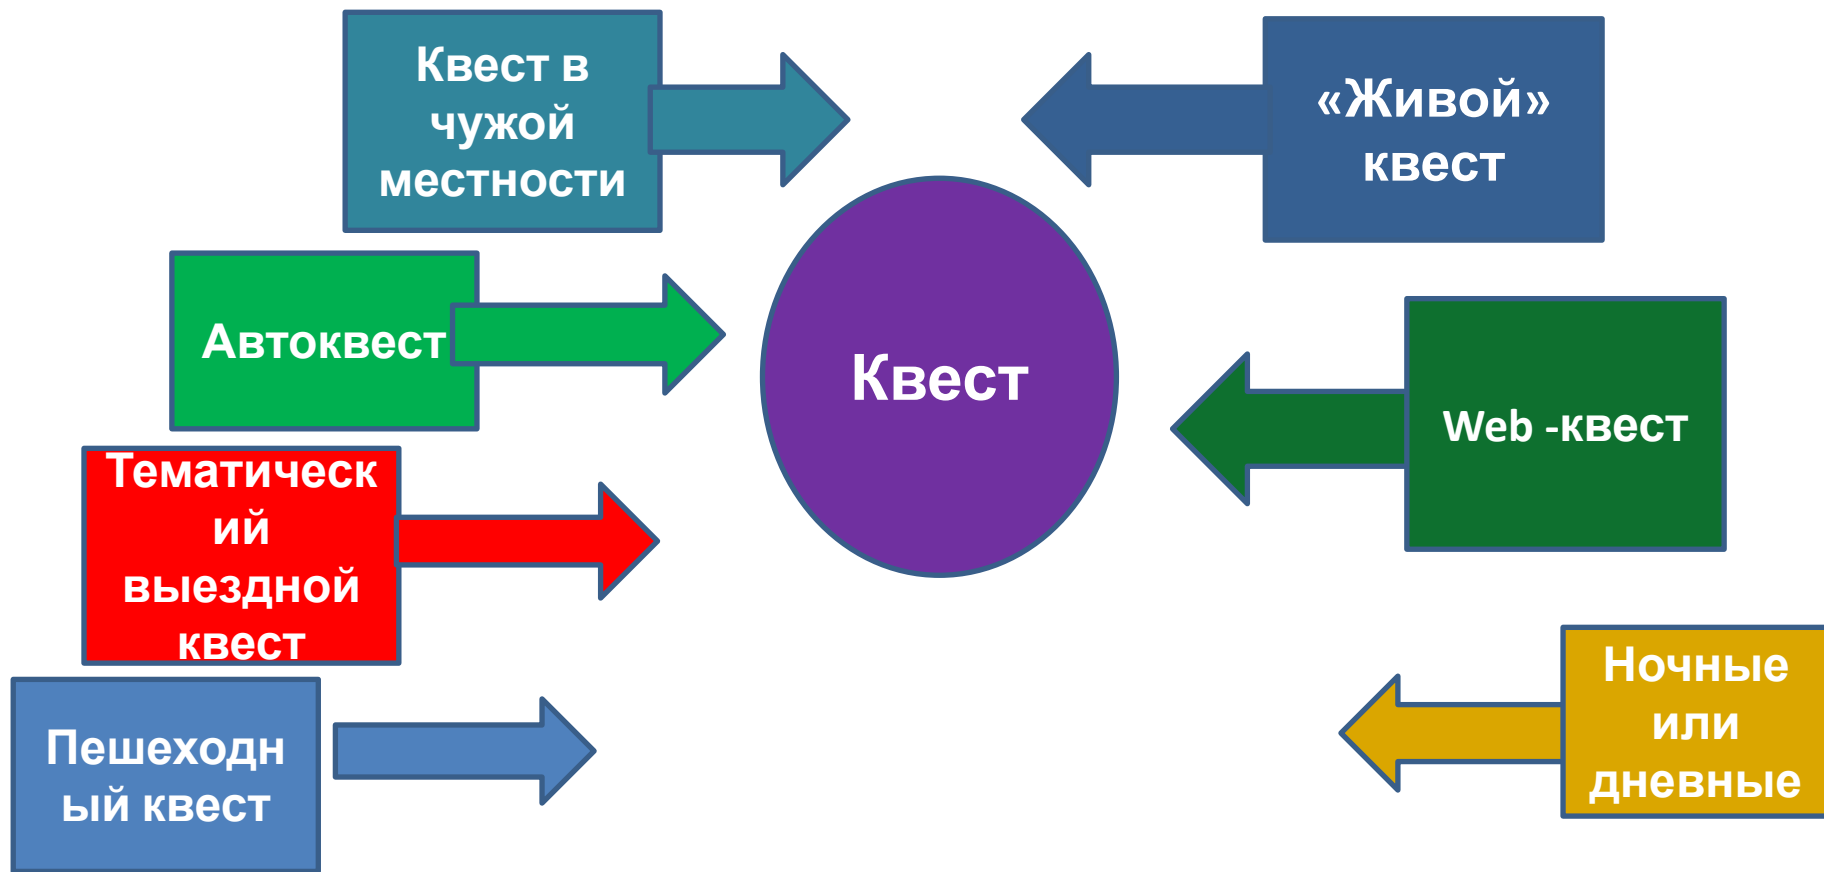 Квест в
чужой
местности
«Живой»
квест
Автоквест
Квест
Web -квест
Тематическ
ий
выездной
квест
Пешеходн
ый квест
Ночные
или
дневные